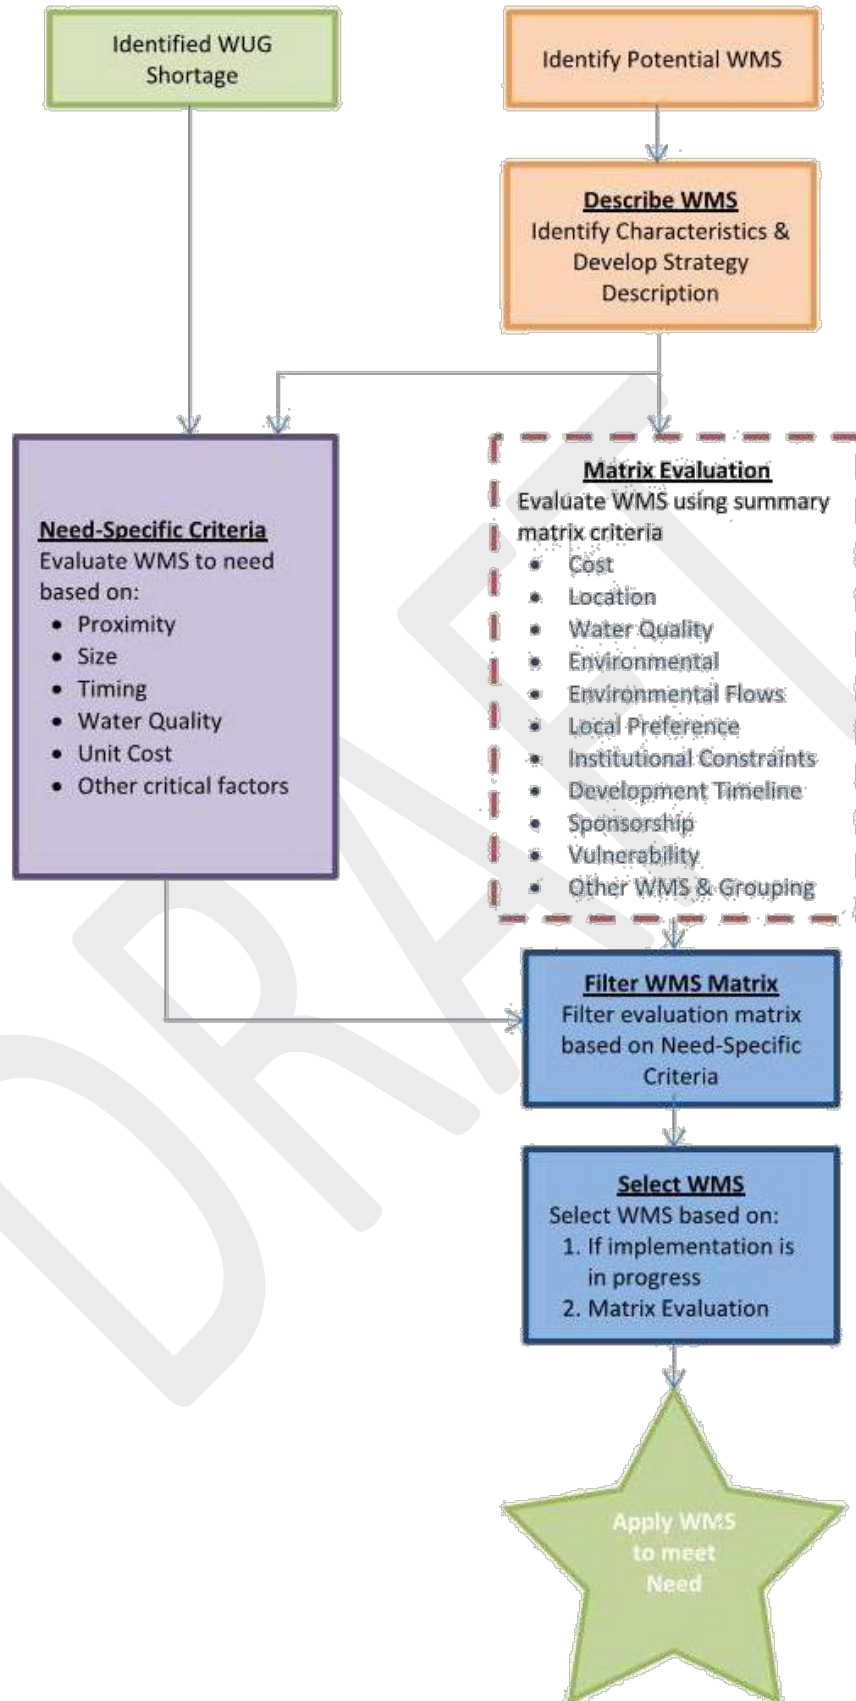 Identified WUG
Shortage
Identify Potential WMS
Describe WMS
Identify Characteristics &
Develop Strategy
Description
Need-Specific Criteria
Evaluate WMS to need
based on:
• Proximity
• Size
• Timing
• Water Quality
• Unit Cost
• Other critical factors
Matrix Evaluation
Evaluate WMS using summary
matrix criteria
• Cost
• Location
• Water Quality
• Environmental
• Environmental Flows
• Local Preference
• Institutional Constraints
• Development Timeline
• Sponsorship
• Vulnerability
• Other WMS & Grouping
Filter WMS Matrix
Filter evaluation matrix
based on Need-Specific
Criteria
Select WMS
Select WMS based on:
1. If implementation is
in progress
2. Matrix Evaluation
Apply WMS
to meet
Need
DRAFT